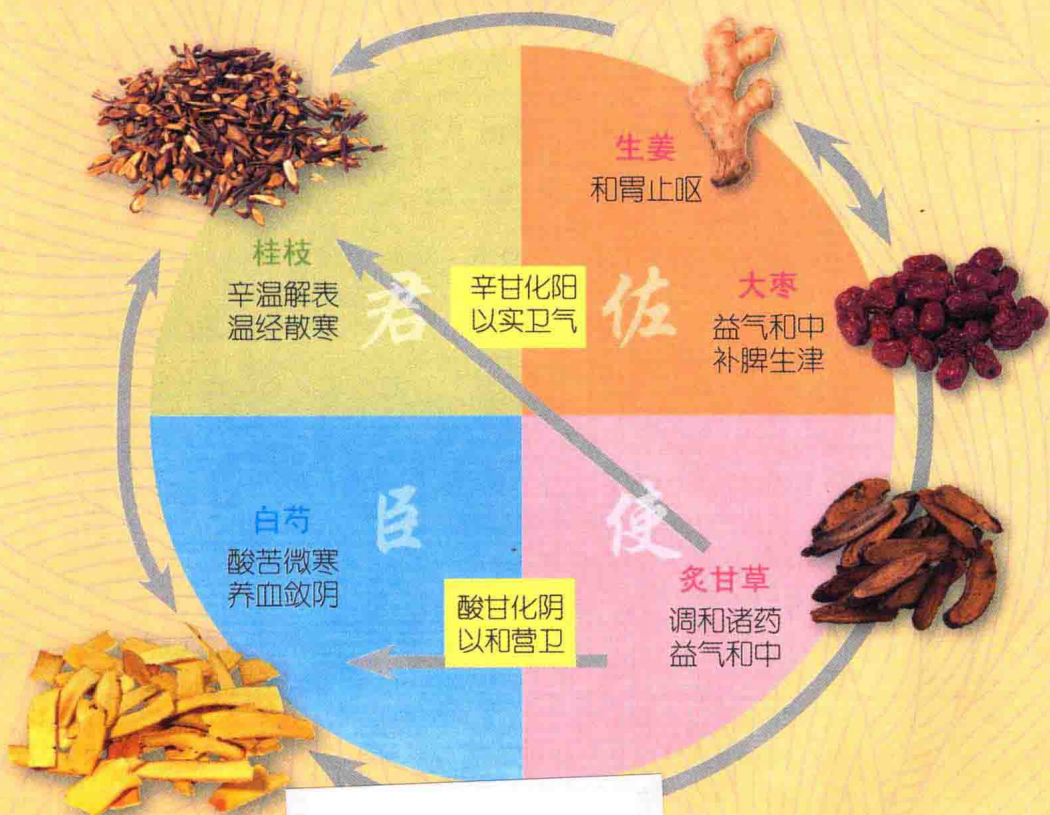 生姜
和胃止呕
桂枝
辛温解表
温经散寒
君
辛甘化阳
以实卫气
佐
大枣
益气和中
补脾生津
白芍
酸苦微寒
养血敛阴
臣
酸甘化阴
以和营卫
使
炙甘草
调和诸药
益气和中